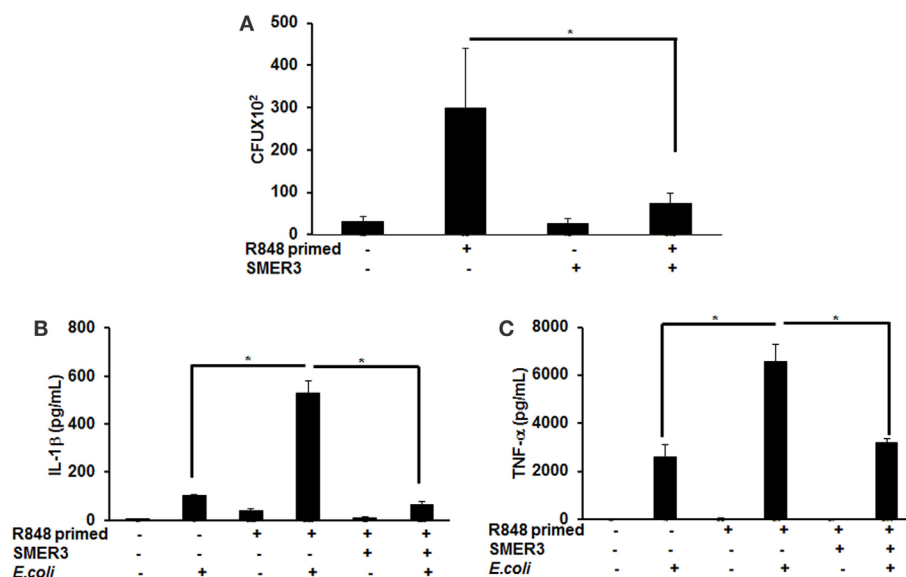 A
500
400
300
200
100
0
CFUX10²
*
R848 primed - + - +
SMER3 - - + +
B
800
600
400
200
0
IL-1β (pg/mL)
* *
R848 primed - - + + + +
SMER3 - - - - + +
E.coli - + - + - +
C
8000
6000
4000
2000
0
TNF-α (pg/mL)
* *
R848 primed - - + + + +
SMER3 - - - - + +
E.coli - + - + - +